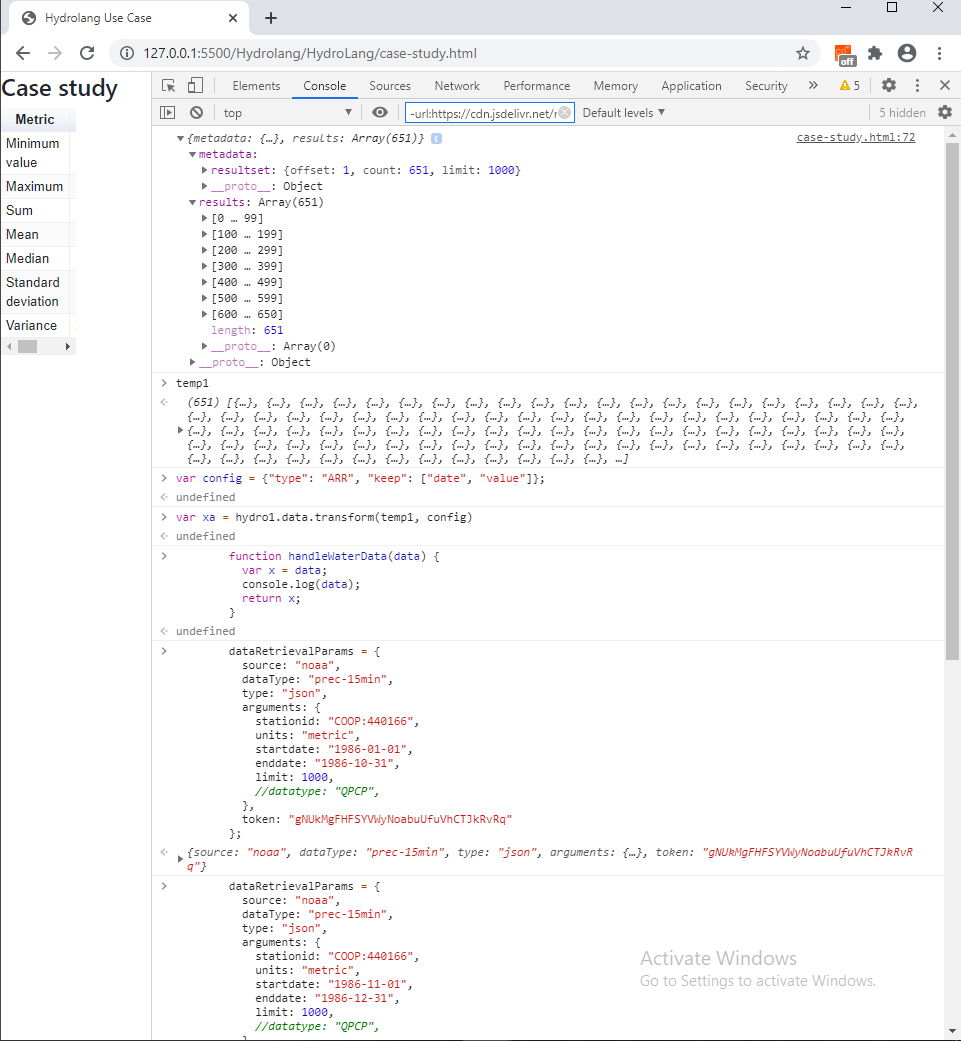 Hydrolang Use Case
127.0.0.1:5500/Hydrolang/HydroLang/case-study.html
off
Case study
Metric
Minimum
value
Maximum
Sum
Mean
Median
Standard
deviation
Variance
Elements Console Sources Network Performance Memory Application Security » 5
top -url:https://cdn.jsdelivr.net/r Default levels 5 hidden
{metadata: {…}, results: Array(651)} case-study.html:72
metadata:
resultset: {offset: 1, count: 651, limit: 1000}
__proto__: Object
results: Array(651)
[0 … 99]
[100 … 199]
[200 … 299]
[300 … 399]
[400 … 499]
[500 … 599]
[600 … 650]
length: 651
__proto__: Array(0)
__proto__: Object
> temp1
(651) [{…}, {…}, {…}, {…}, {…}, {…}, {…}, {…}, {…}, {…}, {…}, {…}, {…}, {…}, {…}, {…}, {…}, {…}, {…}, {…}, {…},
{…}, {…}, {…}, {…}, {…}, {…}, {…}, {…}, {…}, {…}, {…}, {…}, {…}, {…}, {…}, {…}, {…}, {…}, {…}, {…}, {…}, {…},
{…}, {…}, {…}, {…}, {…}, {…}, {…}, {…}, {…}, {…}, {…}, {…}, {…}, {…}, {…}, {…}, {…}, {…}, {…}, {…}, {…}, {…},
{…}, {…}, {…}, {…}, {…}, {…}, {…}, {…}, {…}, {…}, {…}, {…}, {…}, {…}, {…}, {…}, {…}, {…}, {…}, {…}, {…}, {…},
{…}, {…}, {…}, {…}, {…}, {…}, {…}, {…}, {…}, {…}, {…}, {…}, {…}, …]
> var config = {"type": "ARR", "keep": ["date", "value"]};
undefined
> var xa = hydro1.data.transform(temp1, config)
undefined
> function handleWaterData(data) {
var x = data;
console.log(data);
return x;
}
undefined
> dataRetrievalParams = {
source: "noaa",
dataType: "prec-15min",
type: "json",
arguments: {
stationid: "COOP:440166",
units: "metric",
startdate: "1986-01-01",
enddate: "1986-10-31",
limit: 1000,
//datatype: "QPCP",
},
token: "gNUkMgFHFSYVWyNoabuUfuVhCTJkRvRq"
};
{source: "noaa", dataType: "prec-15min", type: "json", arguments: {…}, token: "gNUkMgFHFSYVWyNoabuUfuVhCTJkRvR
q"}
> dataRetrievalParams = {
source: "noaa",
dataType: "prec-15min",
type: "json",
arguments: {
stationid: "COOP:440166",
units: "metric",
startdate: "1986-11-01",
enddate: "1986-12-31",
limit: 1000,
//datatype: "QPCP",
Activate Windows
Go to Settings to activate Windows.